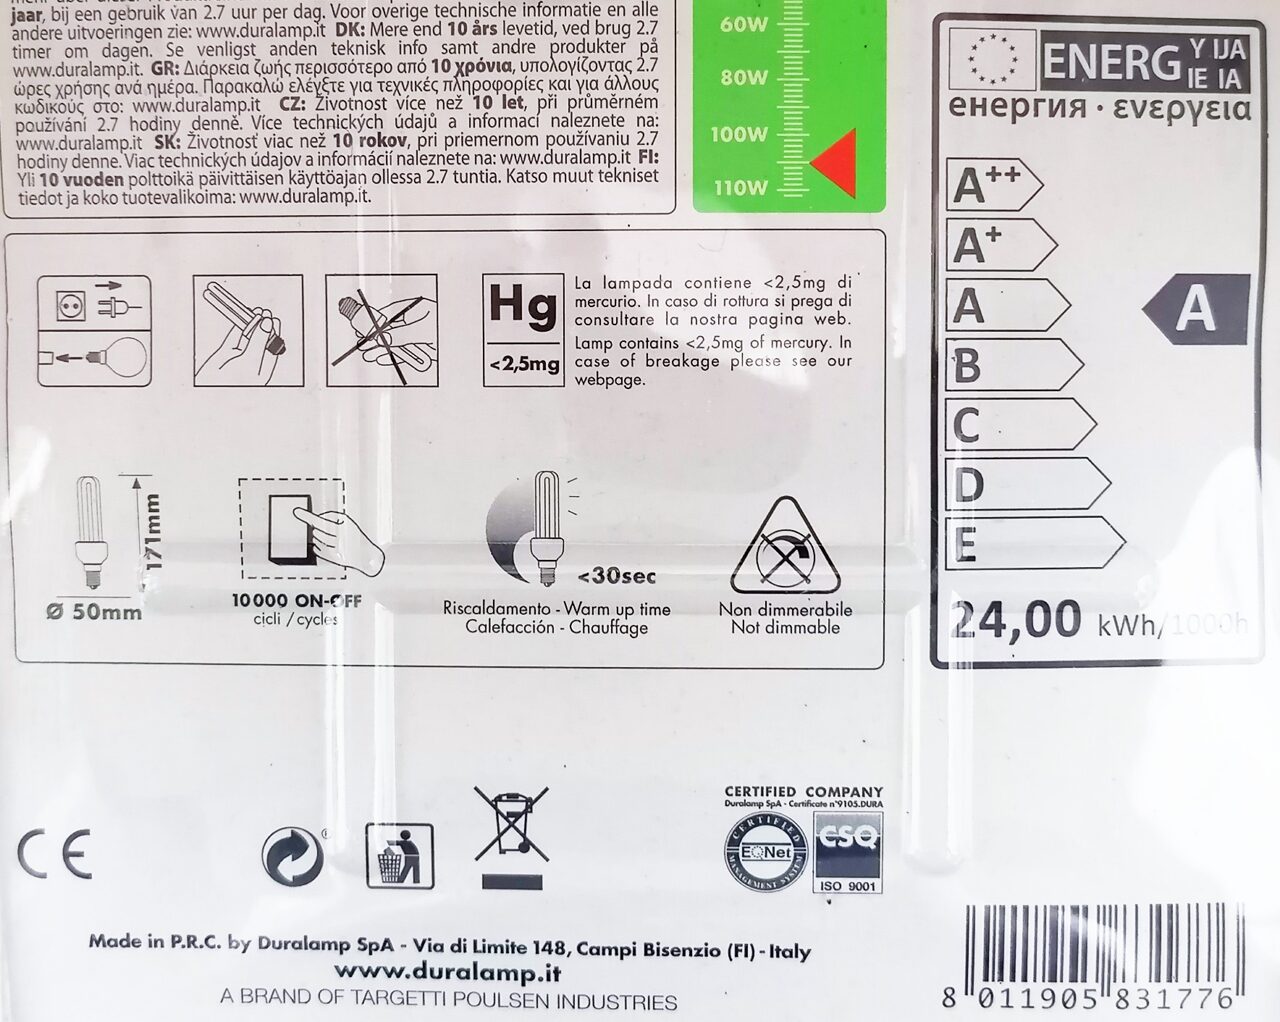 jaar, bij een gebruik van 2.7 uur per dag. Voor overige technische informatie en alle
andere uitvoeringen zie: www.duralamp.it DK: Mere end 10 års levetid, ved brug 2.7
timer om dagen. Se venligst anden teknisk info samt andre produkter på
www.duralamp.it. GR: Διάρκεια ζωής περισσότερο από 10 χρόνια, υπολογίζοντας 2.7
ώρες χρήσης ανά ημέρα. Παρακαλώ ελέγξτε για τεχνικές πληροφορίες και για άλλους
κωδικούς στο: www.duralamp.it CZ: Životnost více než 10 let, při průměrném
používání 2.7 hodiny denně. Více technických údajů a informací naleznete na:
www.duralamp.it SK: Životnosť viac než 10 rokov, pri priemernom používaniu 2.7
hodiny denne. Viac technických údajov a informácií naleznete na: www.duralamp.it FI:
Yli 10 vuoden polttoikä päivittäisen käyttöajan ollessa 2.7 tuntia. Katso muut tekniset
tiedot ja koko tuotevalikoima: www.duralamp.it.
60W
80W
100W
110W
ENERG Y IJA
IE IA
енергия · ενεργεια
A++
A+
A
B
C
D
E
A
24,00 kWh/1000h
Hg
<2,5mg
La lampada contiene <2,5mg di
mercurio. In caso di rottura si prega di
consultare la nostra pagina web.
Lamp contains <2,5mg of mercury. In
case of breakage please see our
webpage.
171mm
Ø 50mm
10000 ON-OFF
cicli / cycles
<30sec
Riscaldamento - Warm up time
Calefacción - Chauffage
Non dimmerabile
Not dimmable
CE
®
CERTIFIED COMPANY
Duralamp SpA - Certificate n°9105.DURA
CERTIFIED
IQNet
MANAGEMENT SYSTEM
CSQ
ISO 9001
Made in P.R.C. by Duralamp SpA - Via di Limite 148, Campi Bisenzio (FI) - Italy
www.duralamp.it
A BRAND OF TARGETTI POULSEN INDUSTRIES
8 011905 831776